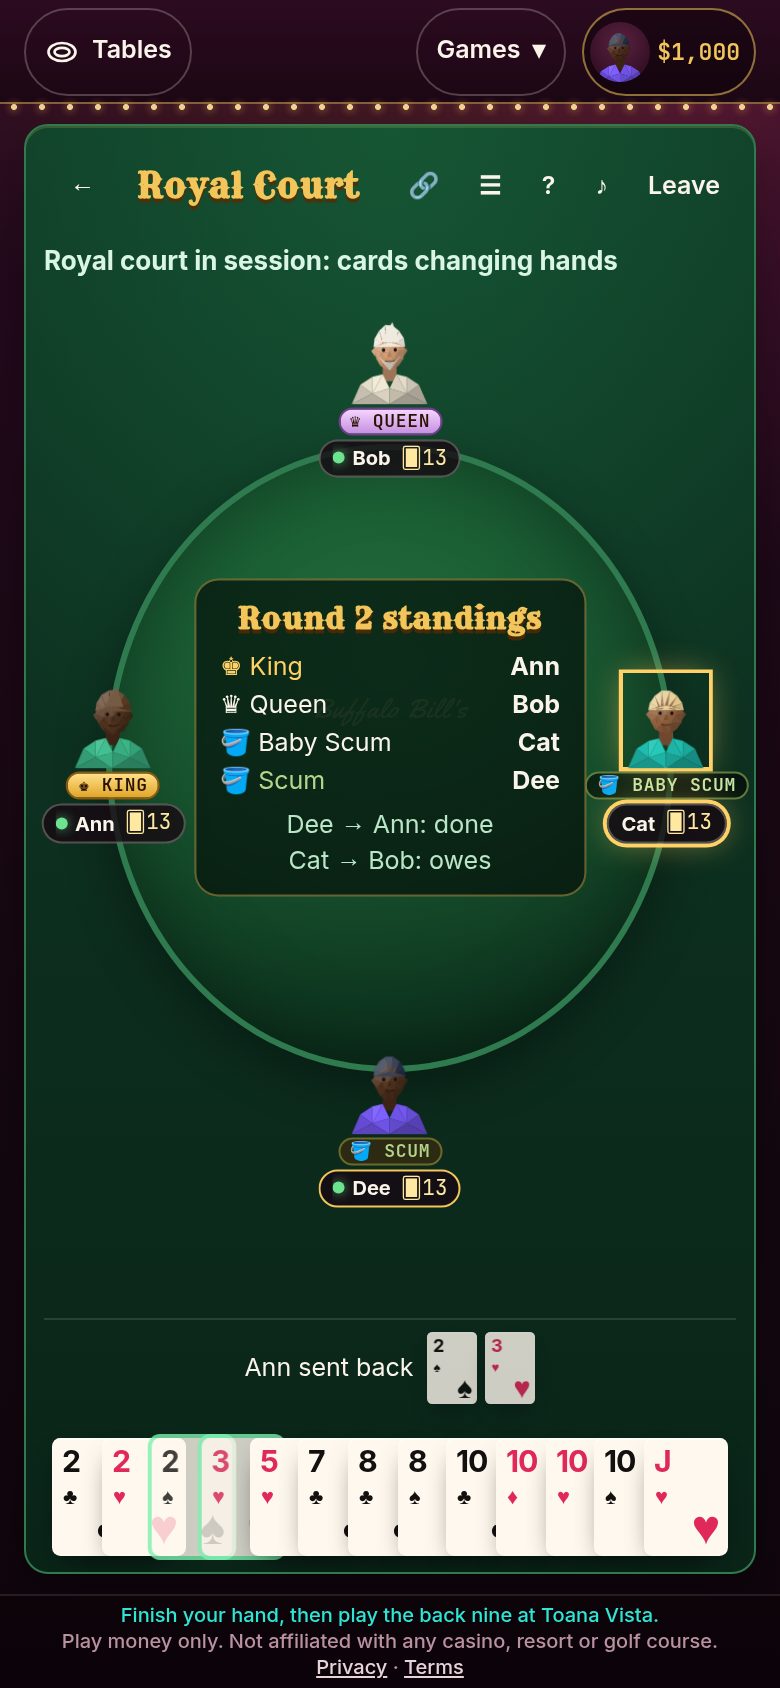 Tables
Games ▼
$1,000
← Royal Court ☰ ? ♪ Leave
Royal court in session: cards changing hands
♛ QUEEN
Bob 13
Round 2 standings
♚ King Ann
♛ Queen Bob
Buffalo Bill's
Baby Scum Cat
Scum Dee
Dee → Ann: done
Cat → Bob: owes
♚ KING
Ann 13
BABY SCUM
Cat 13
SCUM
Dee 13
Ann sent back 2♠ 3♥
2♣ 2♥ 2♠ 3♥ 5♥ 7♣ 8♣ 8♠ 10♣ 10♦ 10♥ 10♠ J♥
Finish your hand, then play the back nine at Toana Vista.
Play money only. Not affiliated with any casino, resort or golf course.
Privacy · Terms